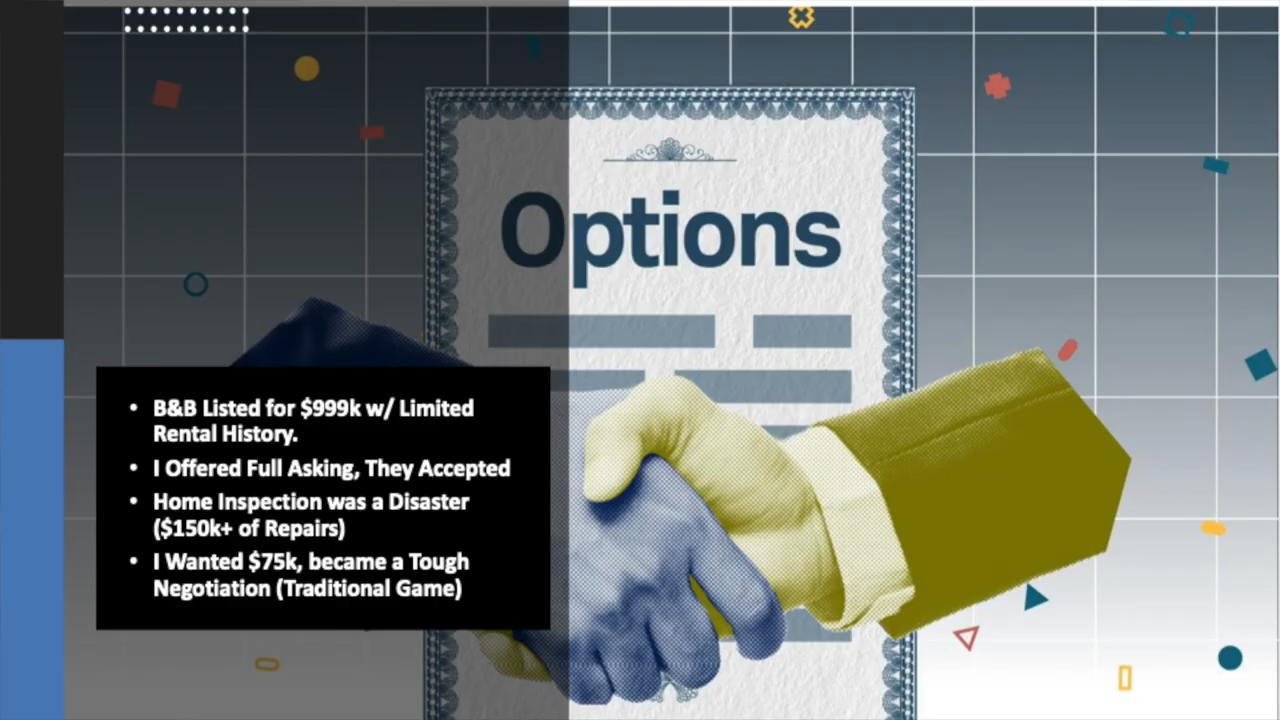 Options
• B&B Listed for $999k w/ Limited
Rental History.
• I Offered Full Asking, They Accepted
• Home Inspection was a Disaster
($150k+ of Repairs)
• I Wanted $75k, became a Tough
Negotiation (Traditional Game)